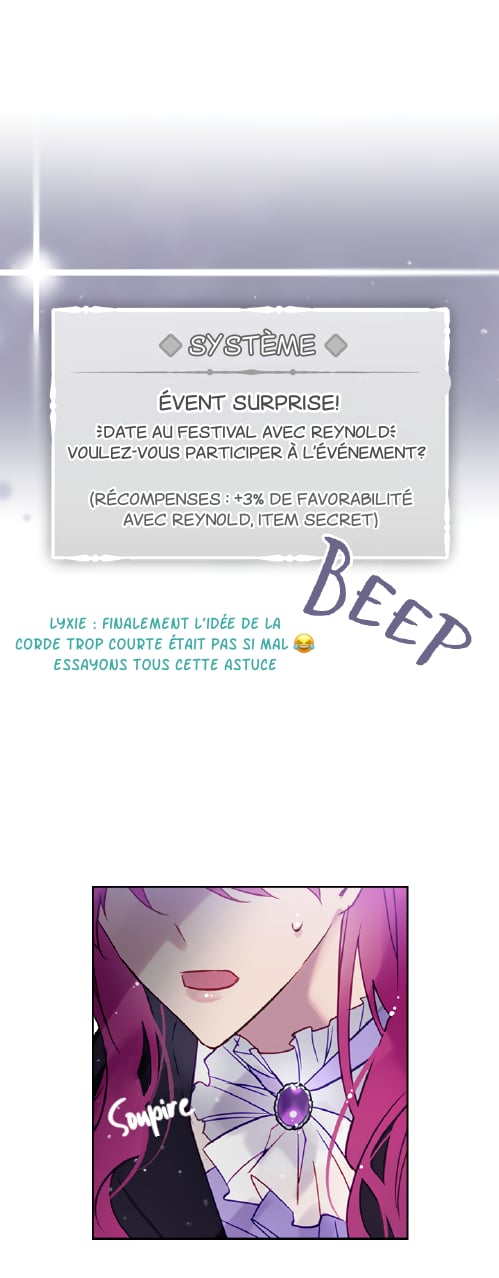 SYSTÈME
ÉVENT SURPRISE!
DATE AU FESTIVAL AVEC REYNOLD
VOULEZ-VOUS PARTICIPER À L'ÉVÉNEMENT?
(RÉCOMPENSES : +3% DE FAVORABILITÉ
AVEC REYNOLD, ITEM SECRET)
BEEP
LYXIE : FINALEMENT L'IDÉE DE LA
CORDE TROP COURTE ÉTAIT PAS SI MAL 😂
ESSAYONS TOUS CETTE ASTUCE
Soupire